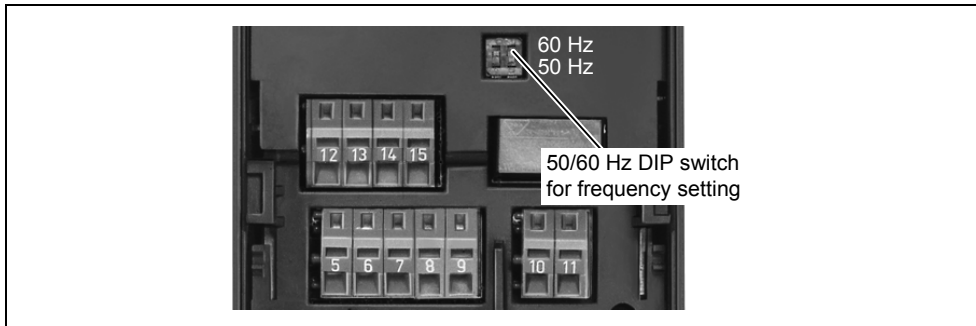 60 Hz
50 Hz
12 13 14 15
50/60 Hz DIP switch
for frequency setting
5 6 7 8 9
10 11